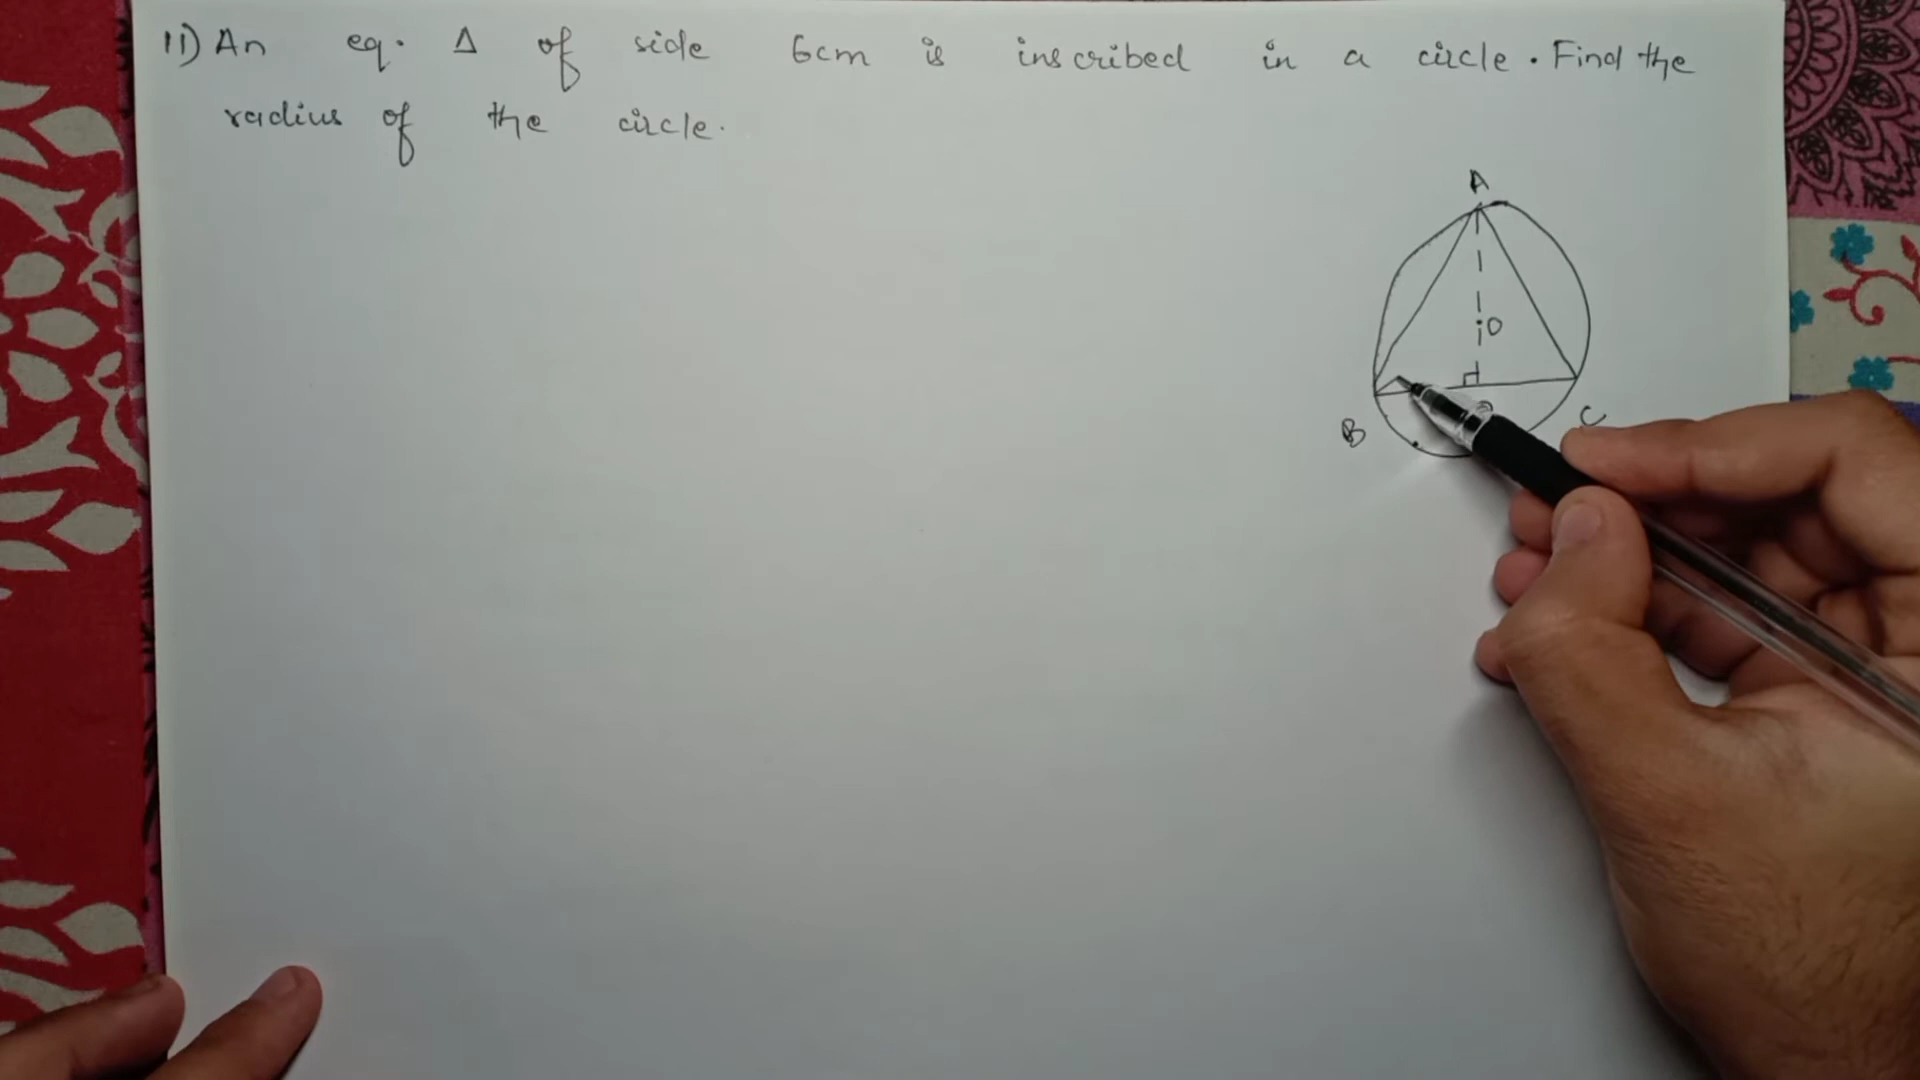 11) An eq. Δ of side 6cm is inscribed in a circle. Find the
radius of the circle.
A
O
B
C